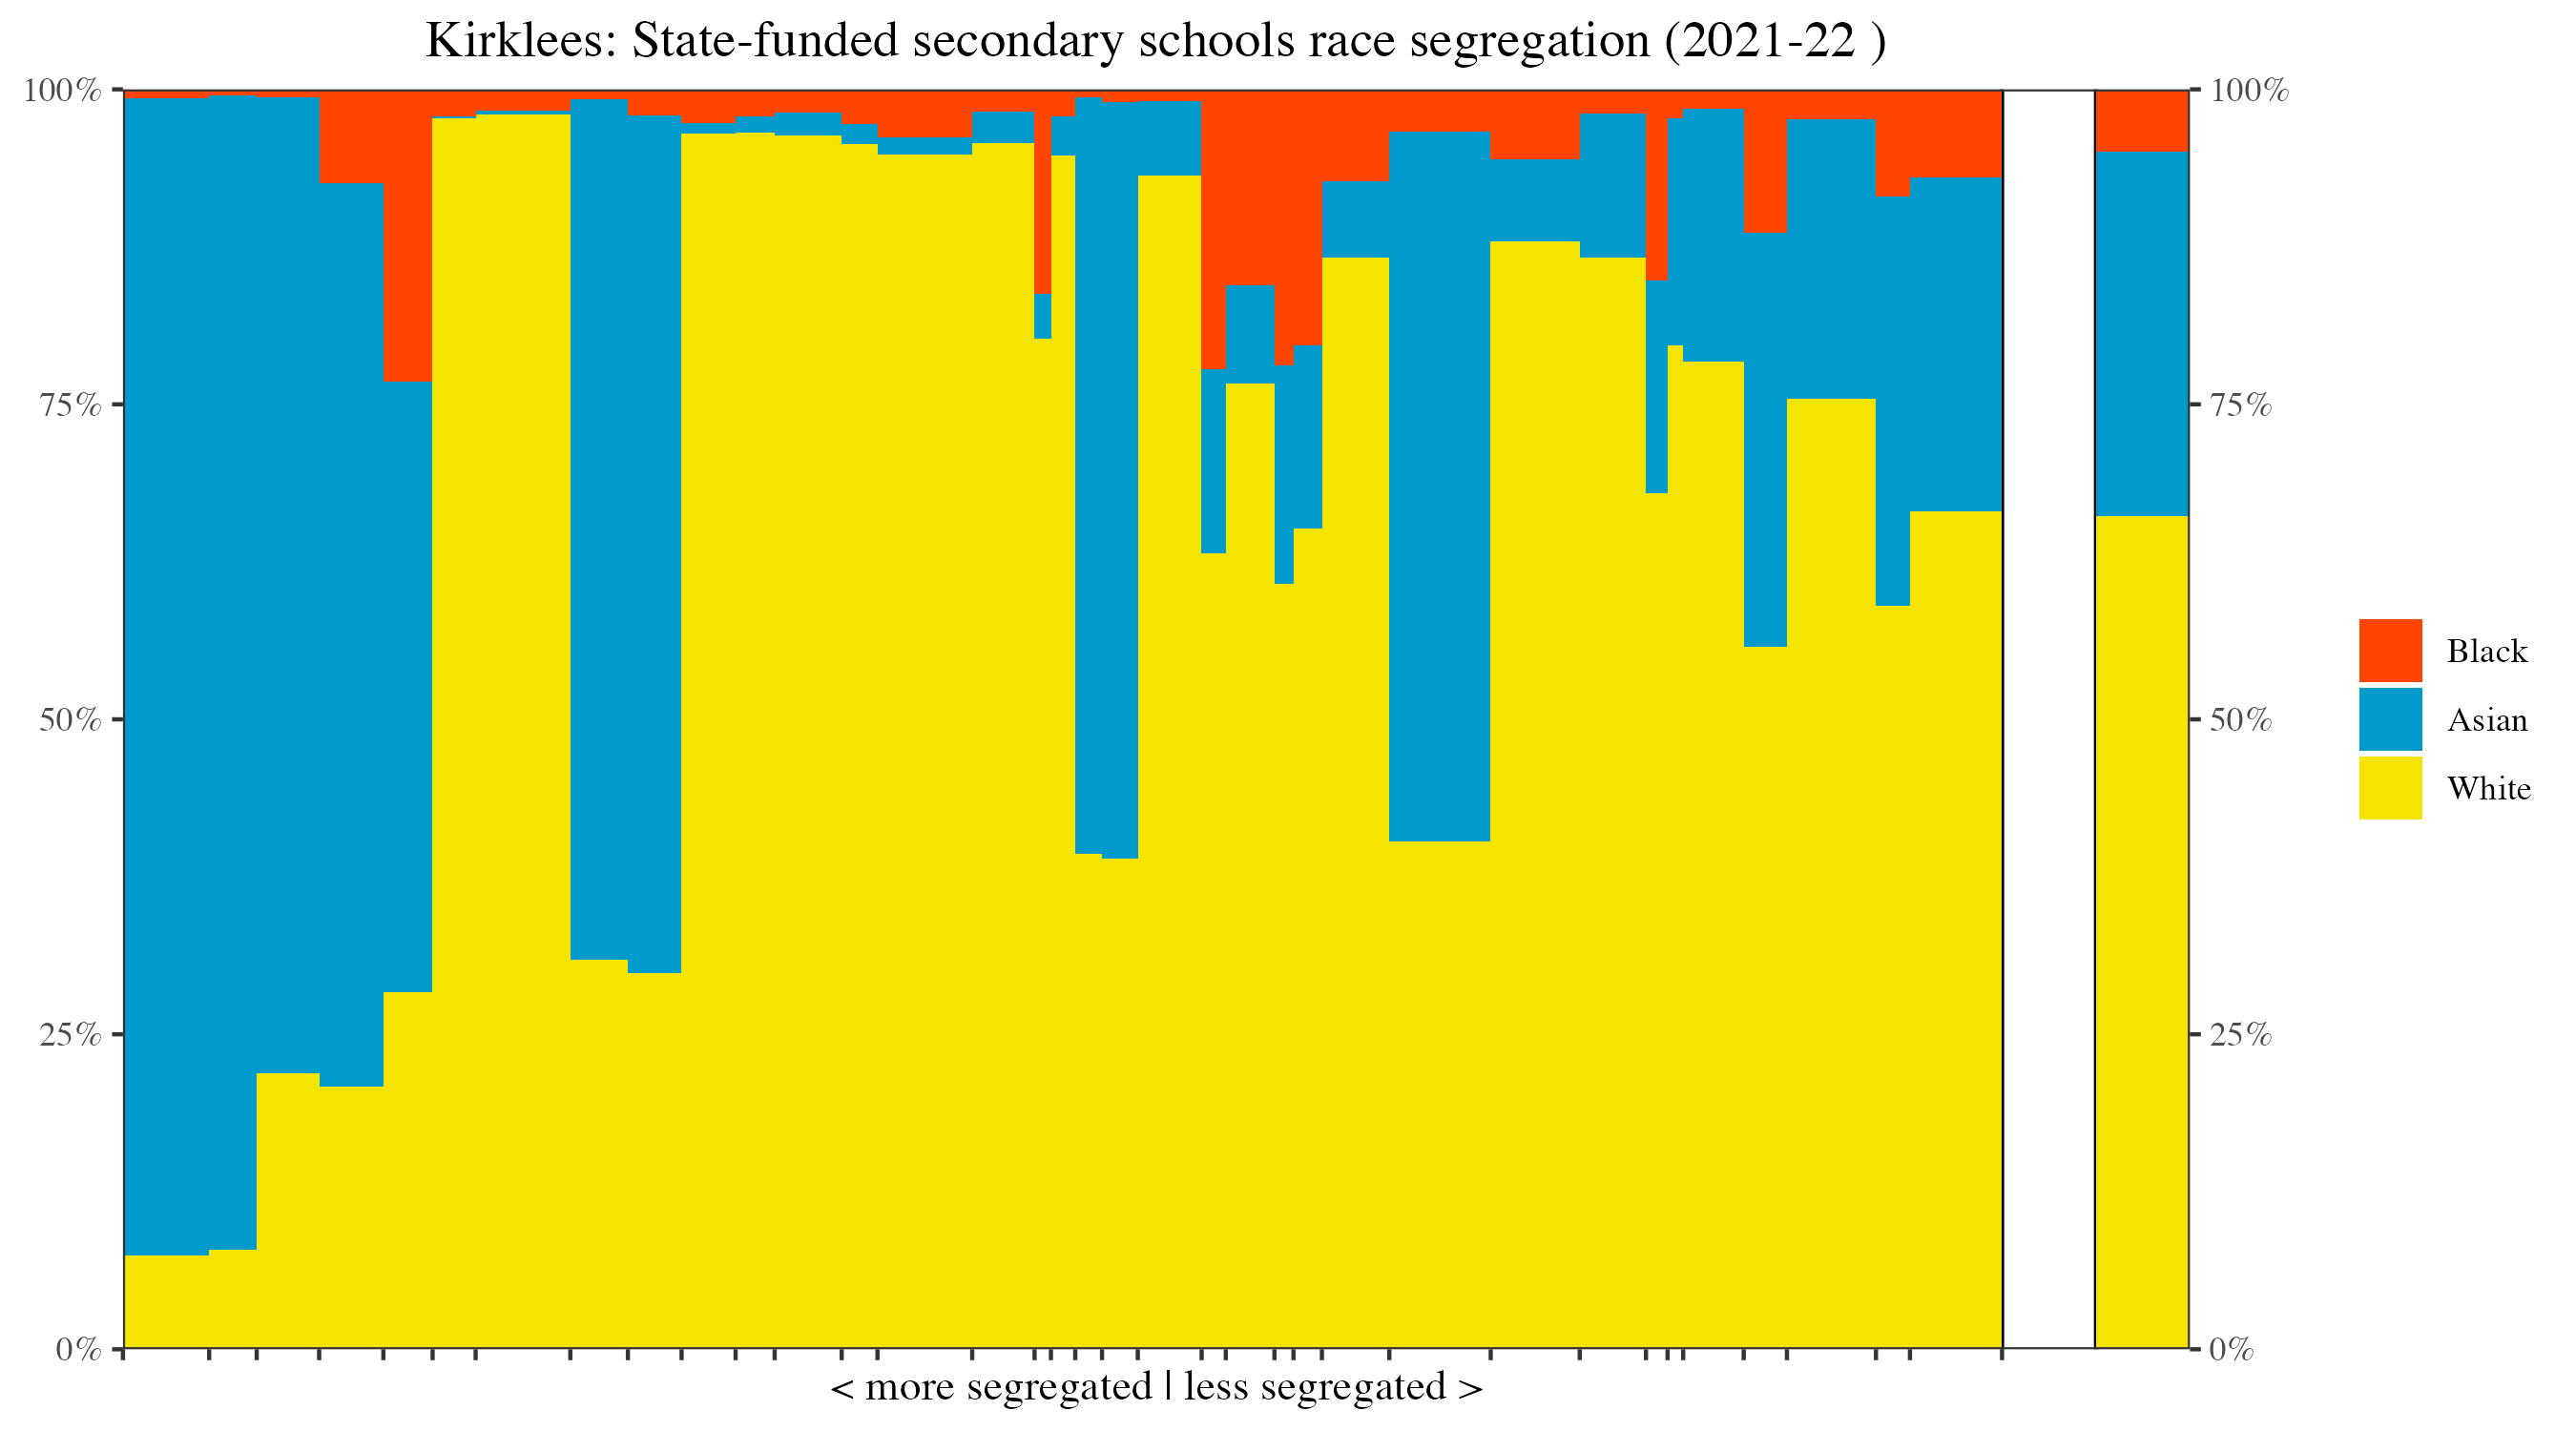 Kirklees: State-funded secondary schools race segregation (2021-22 )
100%
75%
50%
25%
0%
100%
75%
50%
25%
0%
Black
Asian
White
< more segregated | less segregated >